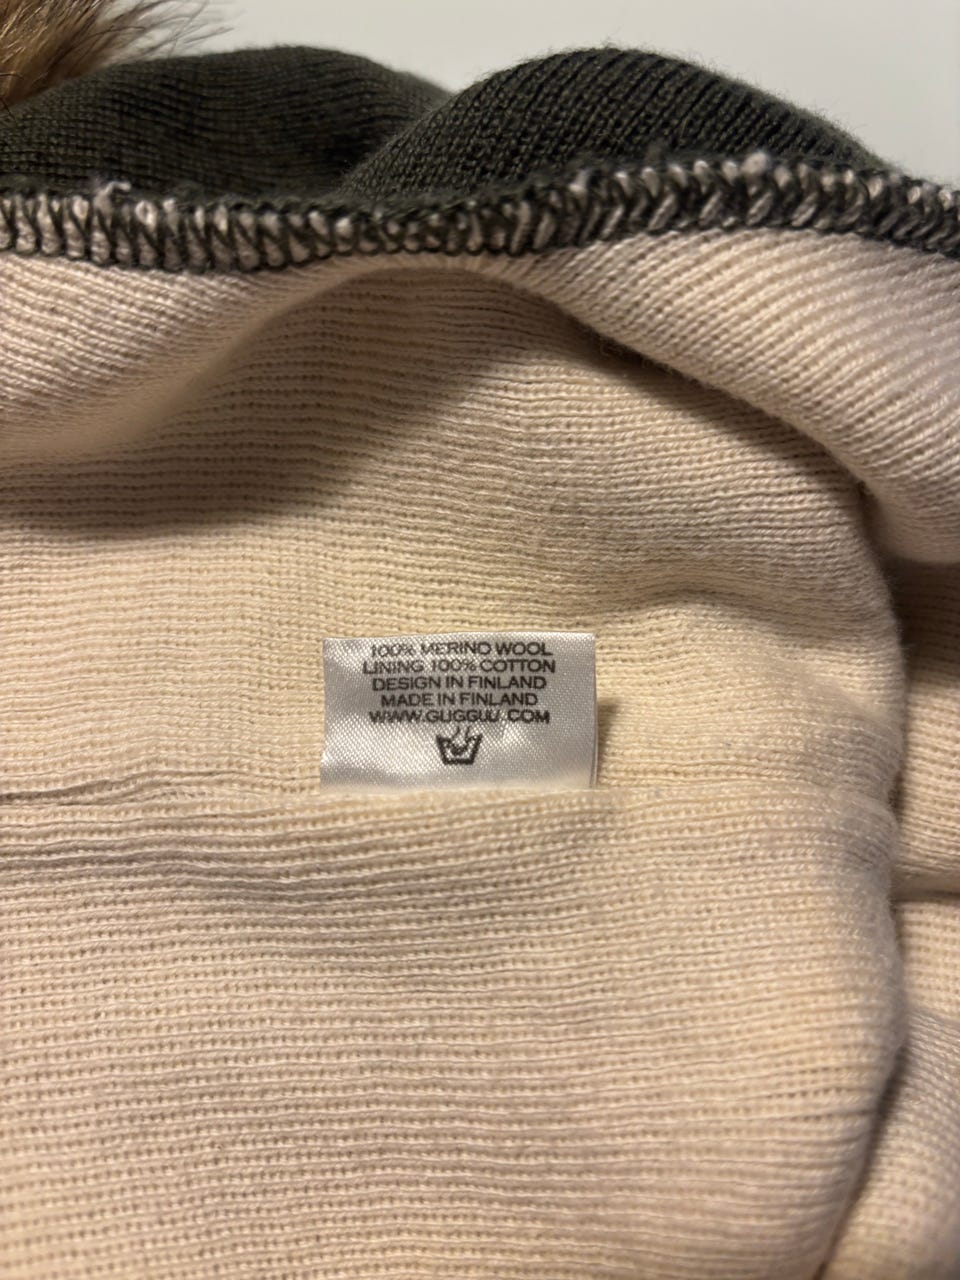 100% MERINO WOOL
LINING 100% COTTON
DESIGN IN FINLAND
MADE IN FINLAND
WWW.GUGGUU.COM